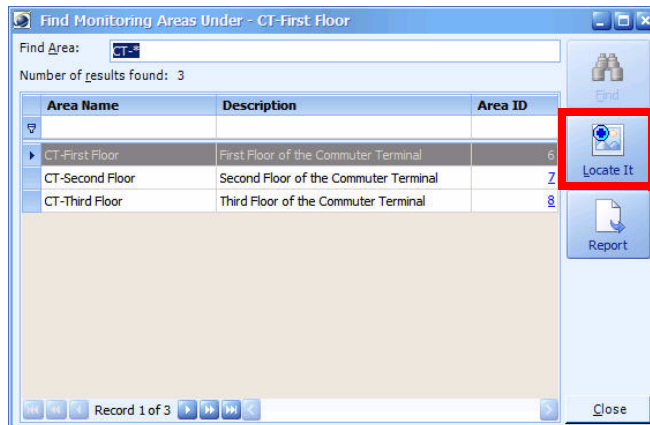 Find Monitoring Areas Under - CT-First Floor
Find Area: CT-*
Number of results found: 3
Find
Area Name Description Area ID
CT-First Floor First Floor of the Commuter Terminal 6
CT-Second Floor Second Floor of the Commuter Terminal 7
CT-Third Floor Third Floor of the Commuter Terminal 8
Locate It
Report
Record 1 of 3
Close